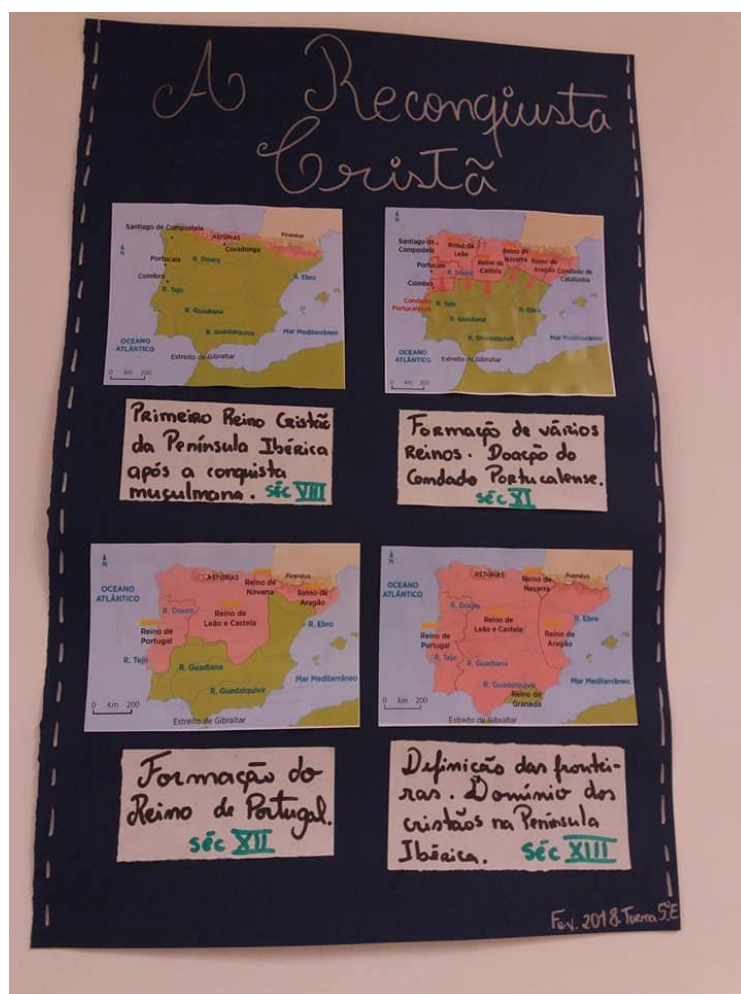 A Reconqiusta
Cristã
Santiago de Compostela
ASTÚRIAS
Pirenéus
Covadonga
Portucale
R. Douro
R. Ebro
Coimbra
R. Tejo
R. Guadiana
R. Guadalquivir
Mar Mediterrâneo
OCEANO
ATLÂNTICO
Estreito de Gibraltar
0 km 200
N
Santiago de
Compostela
Reino de
Leão
Reino de
Navarra
Pirenéus
Portucale
R. Douro
Reino de
Castela
Reino de
Aragão
Condado de
Catalunha
Coimbra
R. Ebro
Condado
Portucalense
R. Tejo
R. Guadiana
R. Guadalquivir
Mar Mediterrâneo
OCEANO
ATLÂNTICO
Estreito de Gibraltar
0 km 200
Primeiro Reino Cristão
da Península Ibérica
após a conquista
muçulmana. séc VIII
Formação de vários
Reinos. Doação do
Condado Portucalense.
séc XI
N
OCEANO
ATLÂNTICO
ASTÚRIAS
Reino de
Navarra
Pirenéus
Reino de
Aragão
R. Douro
Reino de
Leão e Castela
R. Ebro
Reino de
Portugal
R. Tejo
R. Guadiana
Mar Mediterrâneo
R. Guadalquivir
0 km 200
Estreito de Gibraltar
N
OCEANO
ATLÂNTICO
ASTÚRIAS
Reino de
Navarra
Pirenéus
R. Douro
Reino de
Leão e Castela
R. Ebro
Reino de
Portugal
Reino de
Aragão
R. Tejo
R. Guadiana
R. Guadalquivir
Mar Mediterrâneo
Reino de
Granada
0 km 200
Estreito de Gibraltar
Formação do
Reino de Portugal.
séc XII
Definição das frontei-
ras. Domínio dos
cristãos na Península
Ibérica. séc XIII
Fev. 2018. Turma 5ºE